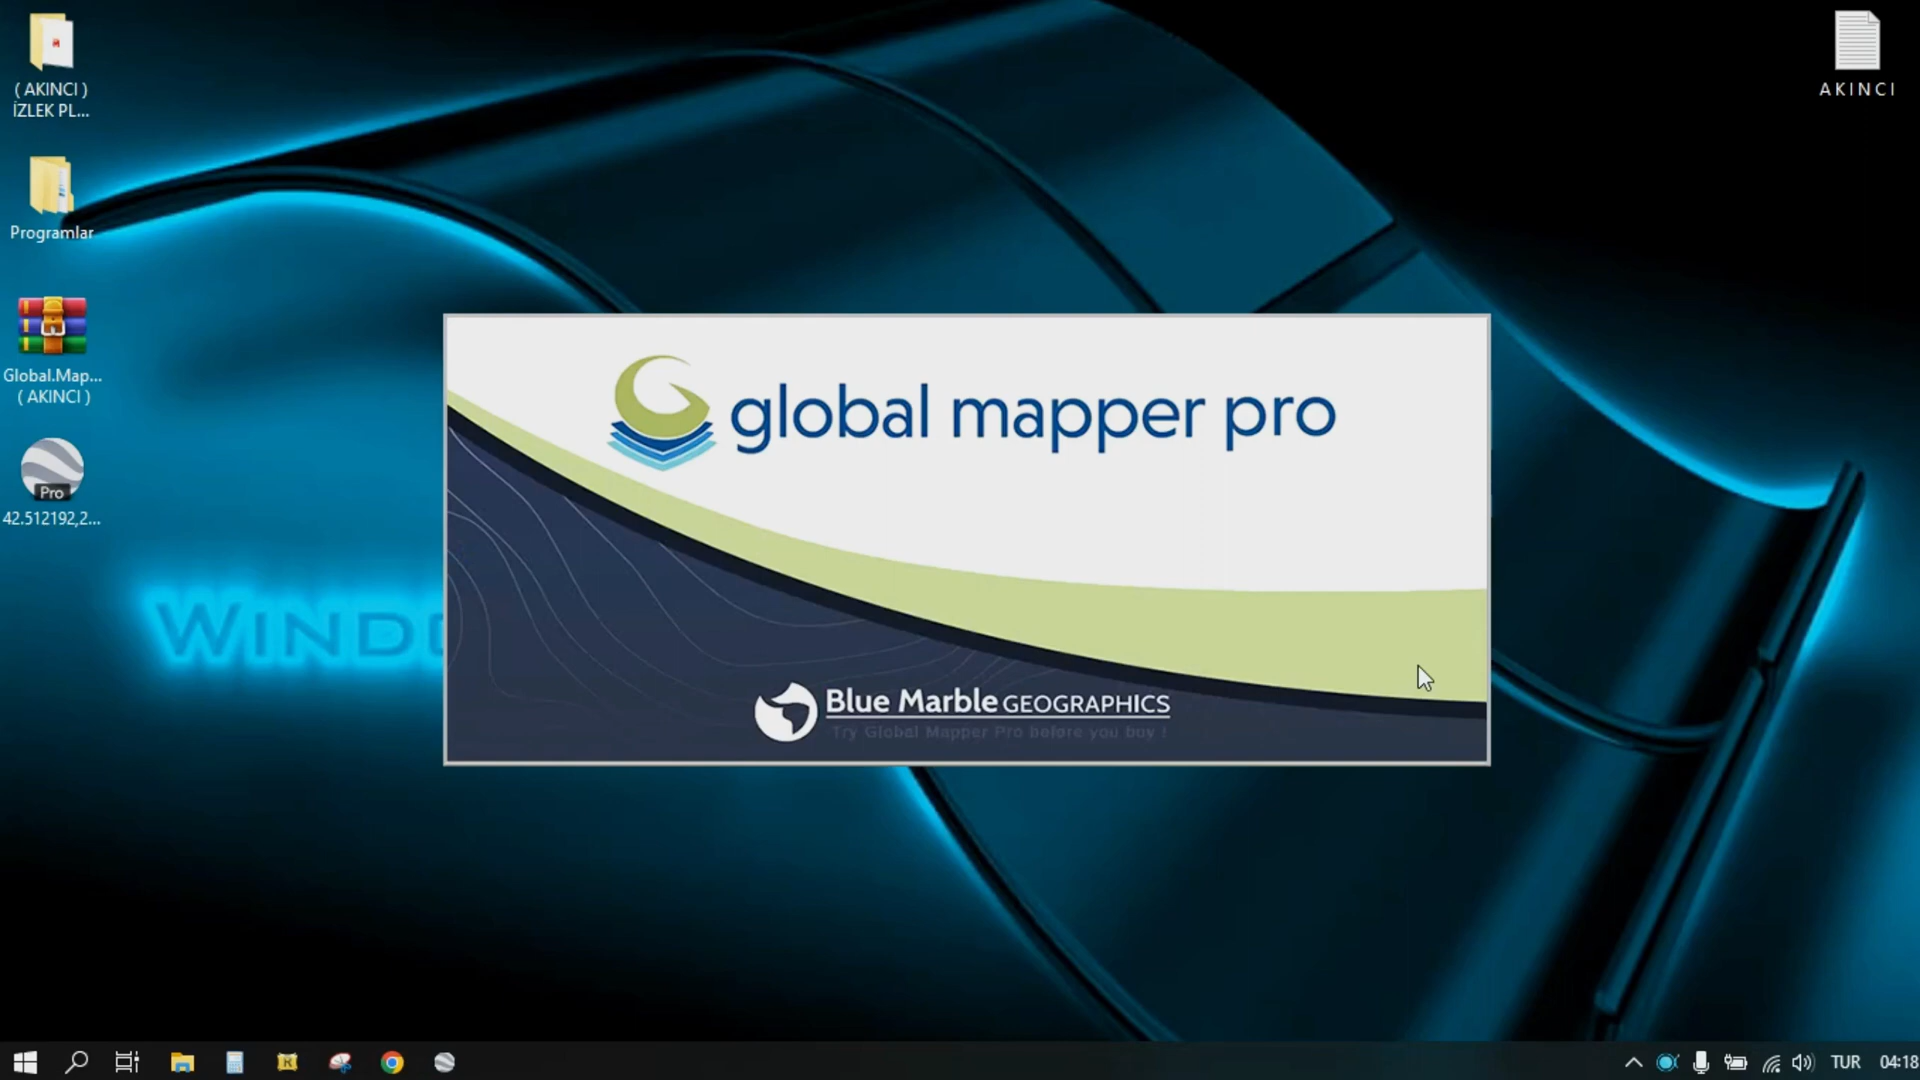 ( AKINCI )
İZLEK PL...
Programlar
Global.Map...
( AKINCI )
Pro
42.512192,2...
AKINCI
global mapper pro
Blue Marble GEOGRAPHICS
Try Global Mapper Pro before you buy !
TUR
04:18